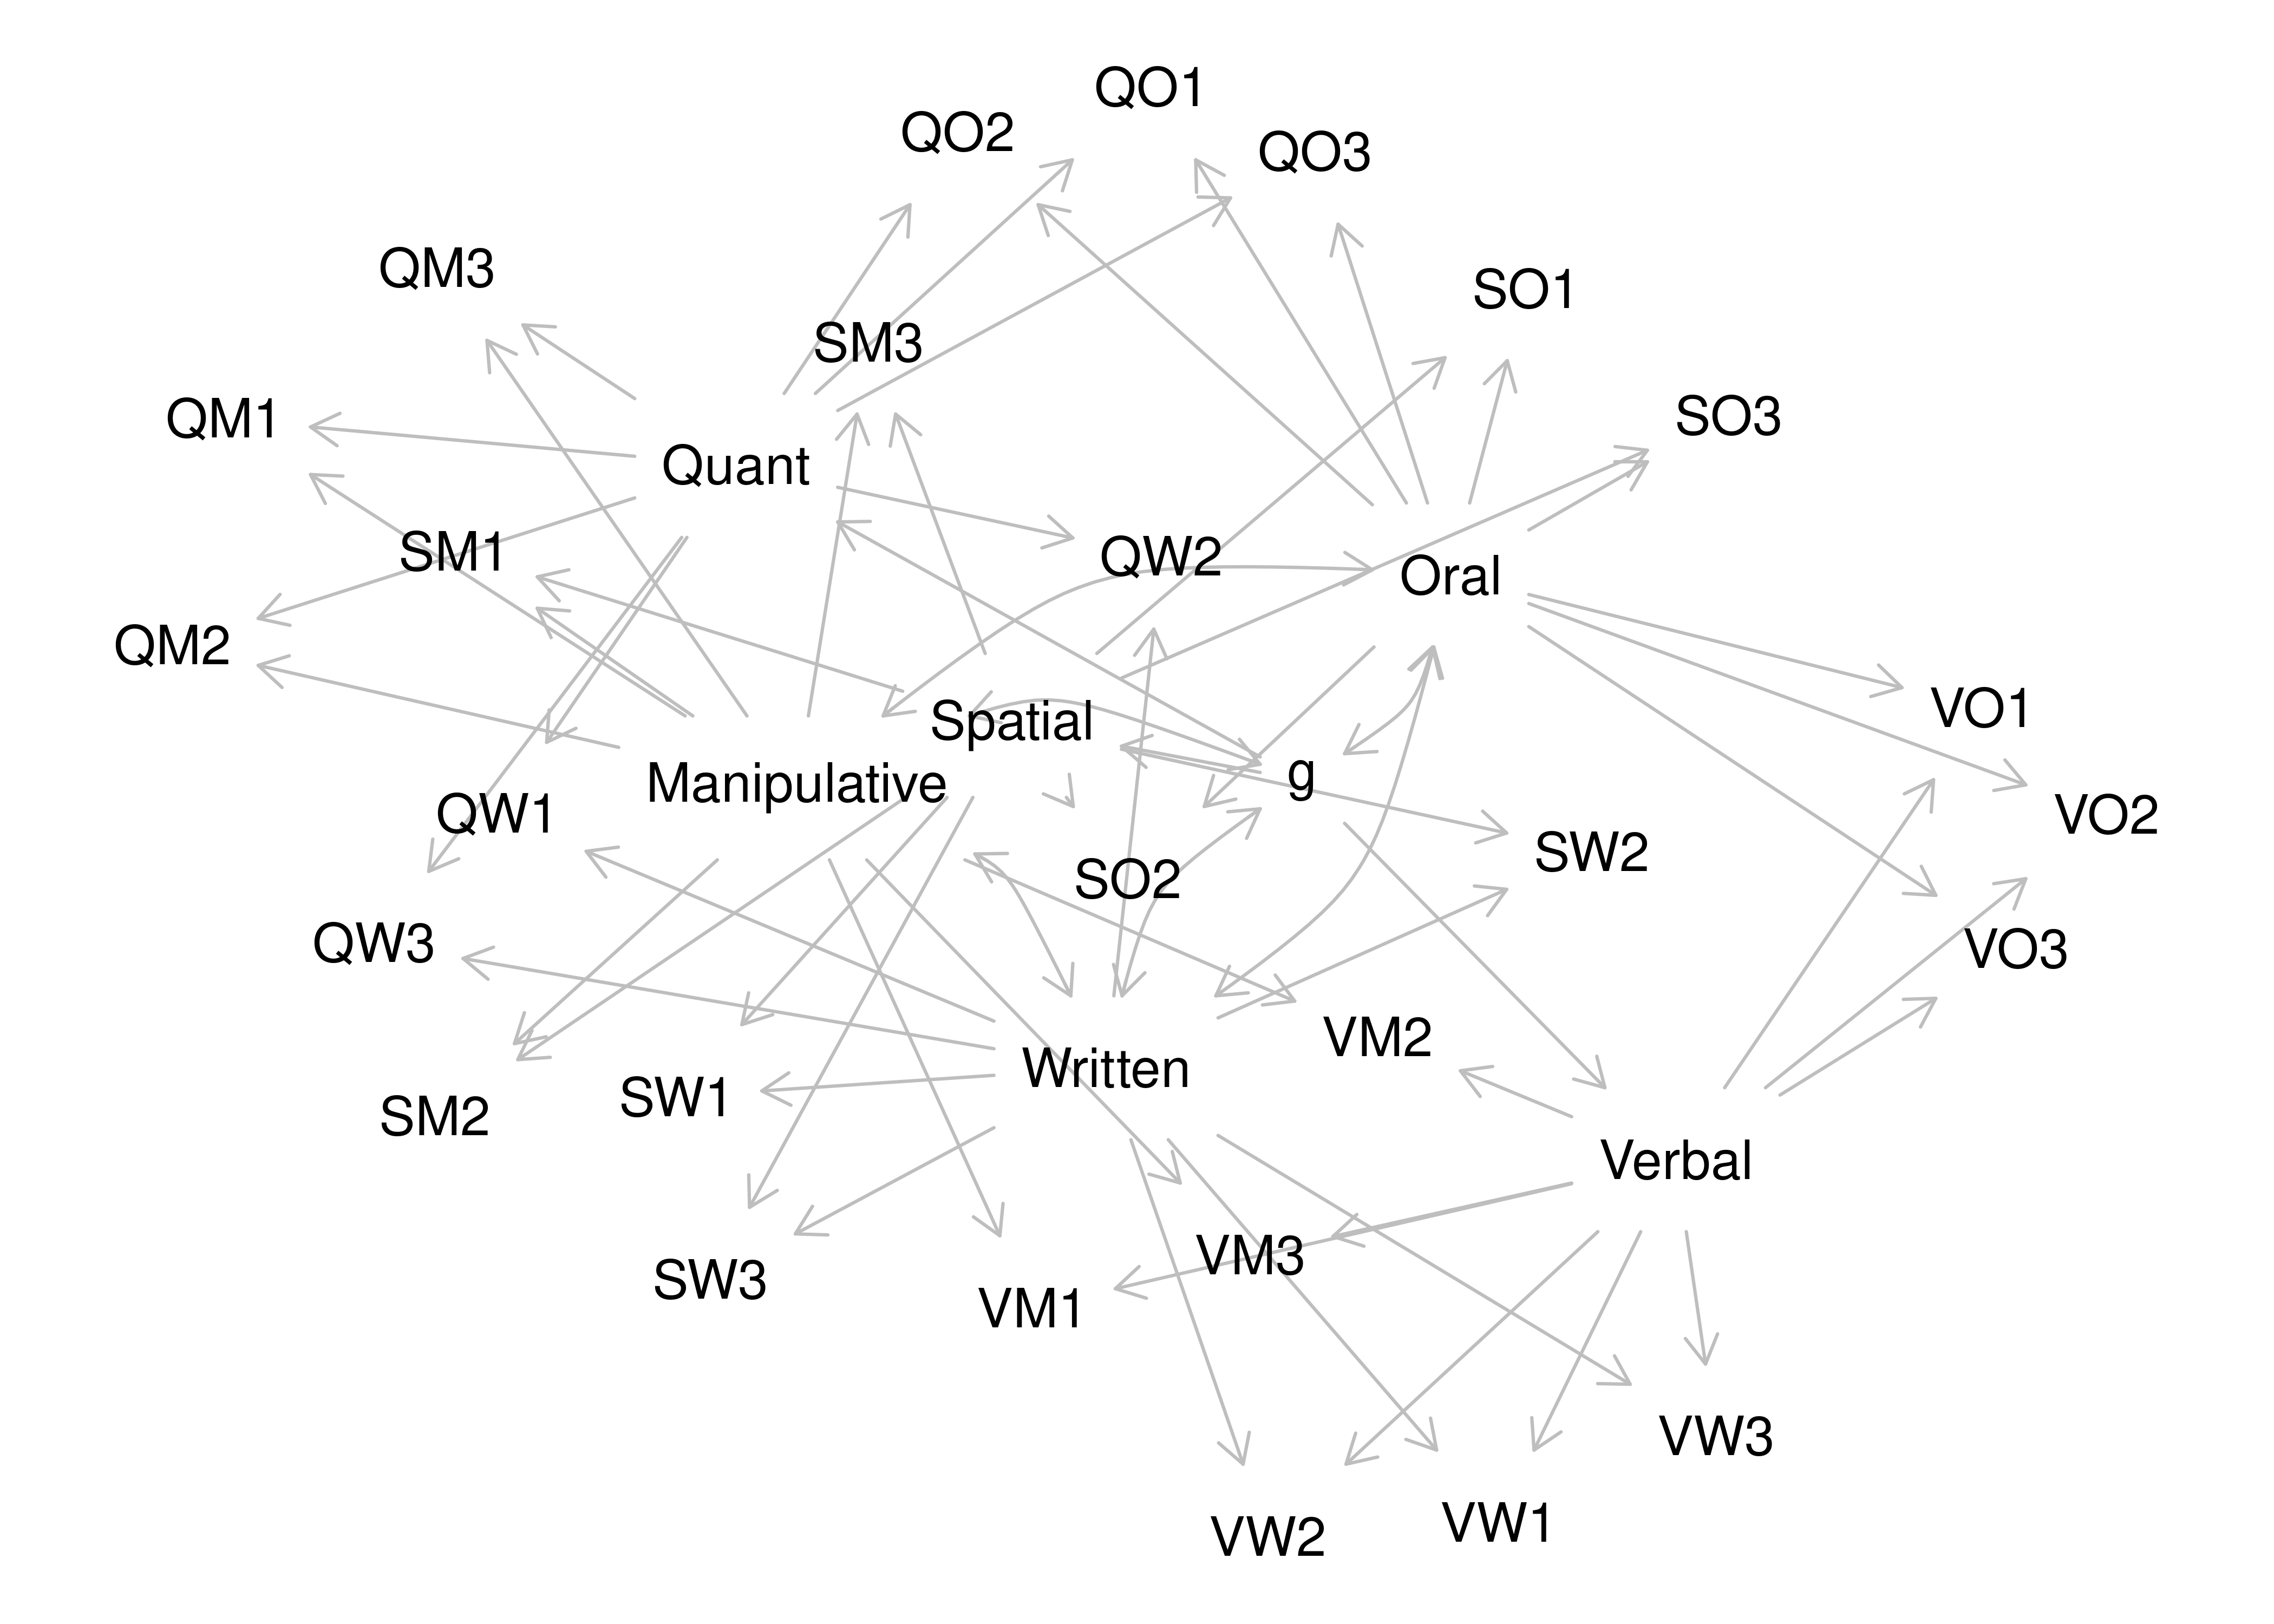 QO1
QO2
QO3
QM3
SO1
SM3
QM1
SO3
Quant
SM1
QW2
Oral
QM2
VO1
Spatial
g
Manipulative
QW1
VO2
SW2
SO2
QW3
VO3
VM2
Written
SW1
SM2
Verbal
VM3
SW3
VM1
VW3
VW1
VW2